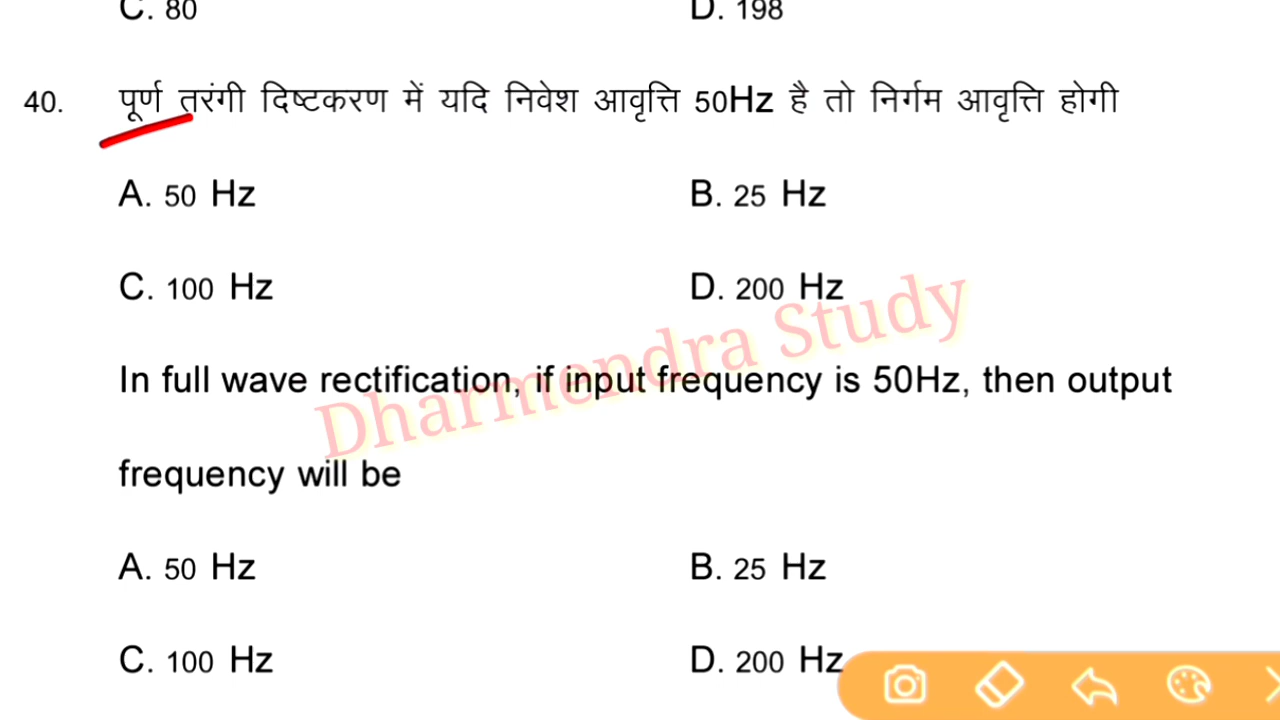 C. 80 D. 198
40. पूर्ण तरंगी दिष्टकरण में यदि निवेश आवृत्ति 50Hz है तो निर्गम आवृत्ति होगी
A. 50 Hz B. 25 Hz
C. 100 Hz D. 200 Hz
Dharmendra Study
In full wave rectification, if input frequency is 50Hz, then output
frequency will be
A. 50 Hz B. 25 Hz
C. 100 Hz D. 200 Hz